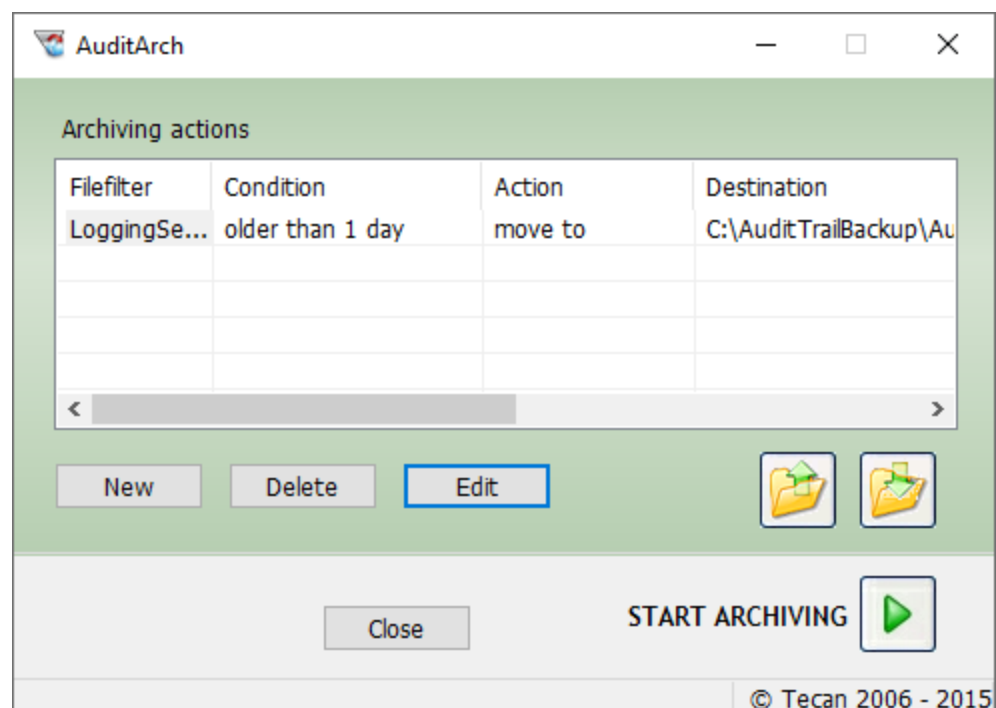 AuditArch
Archiving actions
Filefilter Condition Action Destination
LoggingSe... older than 1 day move to C:\AuditTrailBackup\Au
New Delete Edit
START ARCHIVING
Close
© Tecan 2006 - 2015